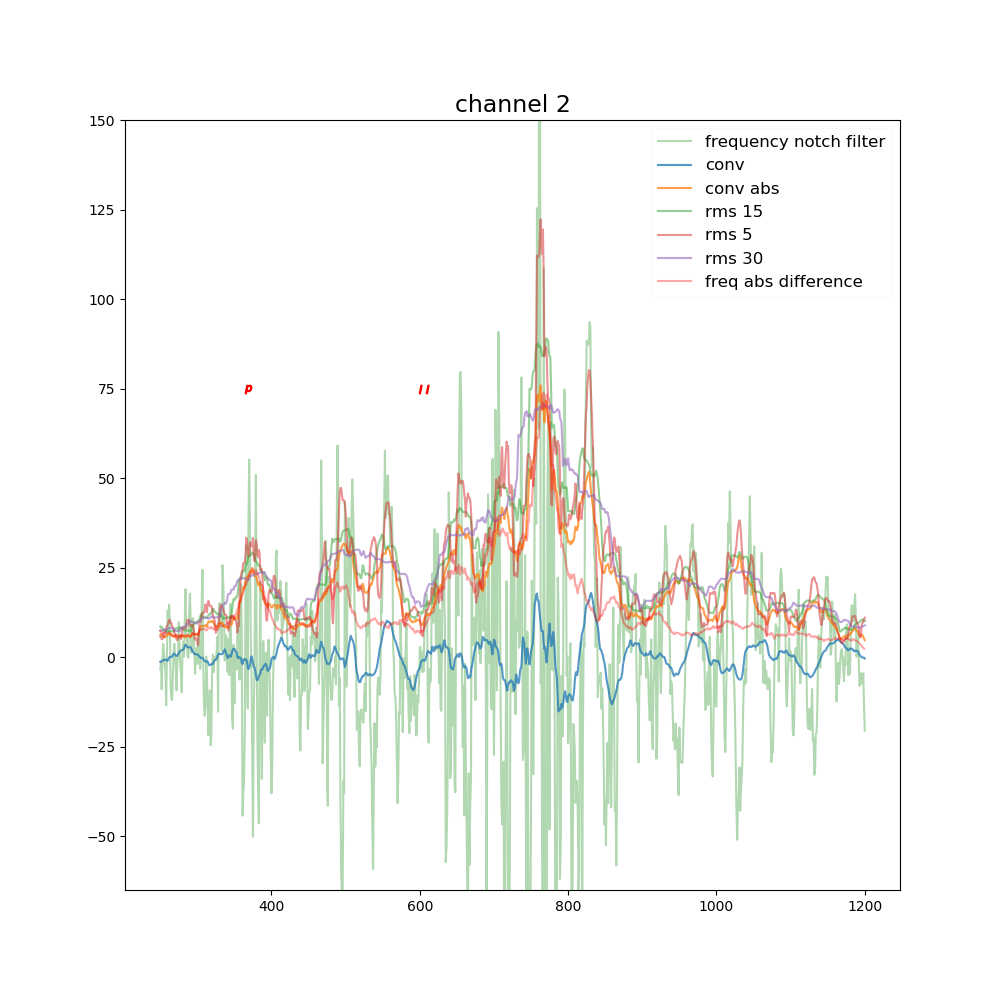 channel 2
150
125
100
75
50
25
0
−25
−50
400
600
800
1000
1200
frequency notch filter
conv
conv abs
rms 15
rms 5
rms 30
freq abs difference
p